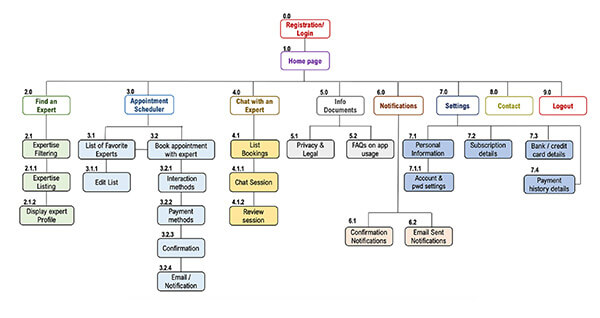 0.0
Registration/
Login
1.0
Home page
2.0
Find an
Expert
3.0
Appointment
Scheduler
4.0
Chat with an
Expert
5.0
Info
Documents
6.0
Notifications
7.0
Settings
8.0
Contact
9.0
Logout
2.1
Expertise
Filtering
2.1.1
Expertise
Listing
2.1.2
Display expert
Profile
3.1
List of Favorite
Experts
3.1.1
Edit List
3.2
Book appointment
with expert
3.2.1
Interaction
methods
3.2.2
Payment
methods
3.2.3
Confirmation
3.2.4
Email /
Notification
4.1
List
Bookings
4.1.1
Chat Session
4.1.2
Review
session
5.1
Privacy &
Legal
5.2
FAQs on app
usage
6.1
Confirmation
Notifications
6.2
Email Sent
Notifications
7.1
Personal
Information
7.1.1
Account &
pwd settings
7.2
Subscription
details
7.3
Bank / credit
card details
7.4
Payment
history details